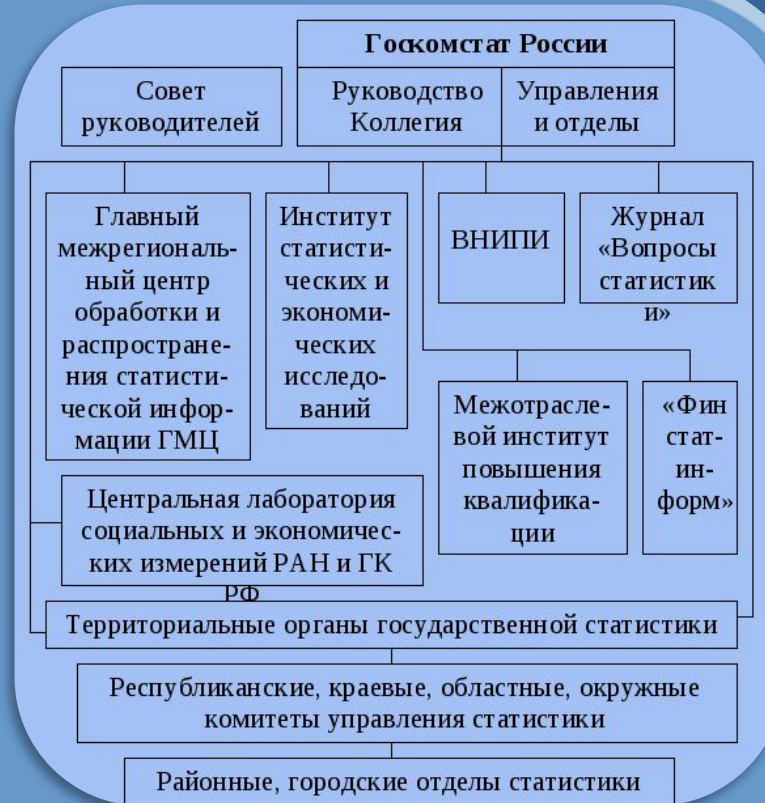 Госкомстат России
Совет
руководителей
Руководство
Коллегия
Управления
и отделы
Главный
межрегиональ-
ный центр
обработки и
распростране-
ния статисти-
ческой инфор-
мации ГМЦ
Институт
статисти-
ческих и
экономи-
ческих
исследо-
ваний
ВНИПИ
Журнал
«Вопросы
статистик
и»
Межотрасле-
вой институт
повышения
квалифика-
ции
«Фин
стат-
ин-
форм»
Центральная лаборатория
социальных и экономичес-
ких измерений РАН и ГК
РФ
Территориальные органы государственной статистики
Республиканские, краевые, областные, окружные
комитеты управления статистики
Районные, городские отделы статистики